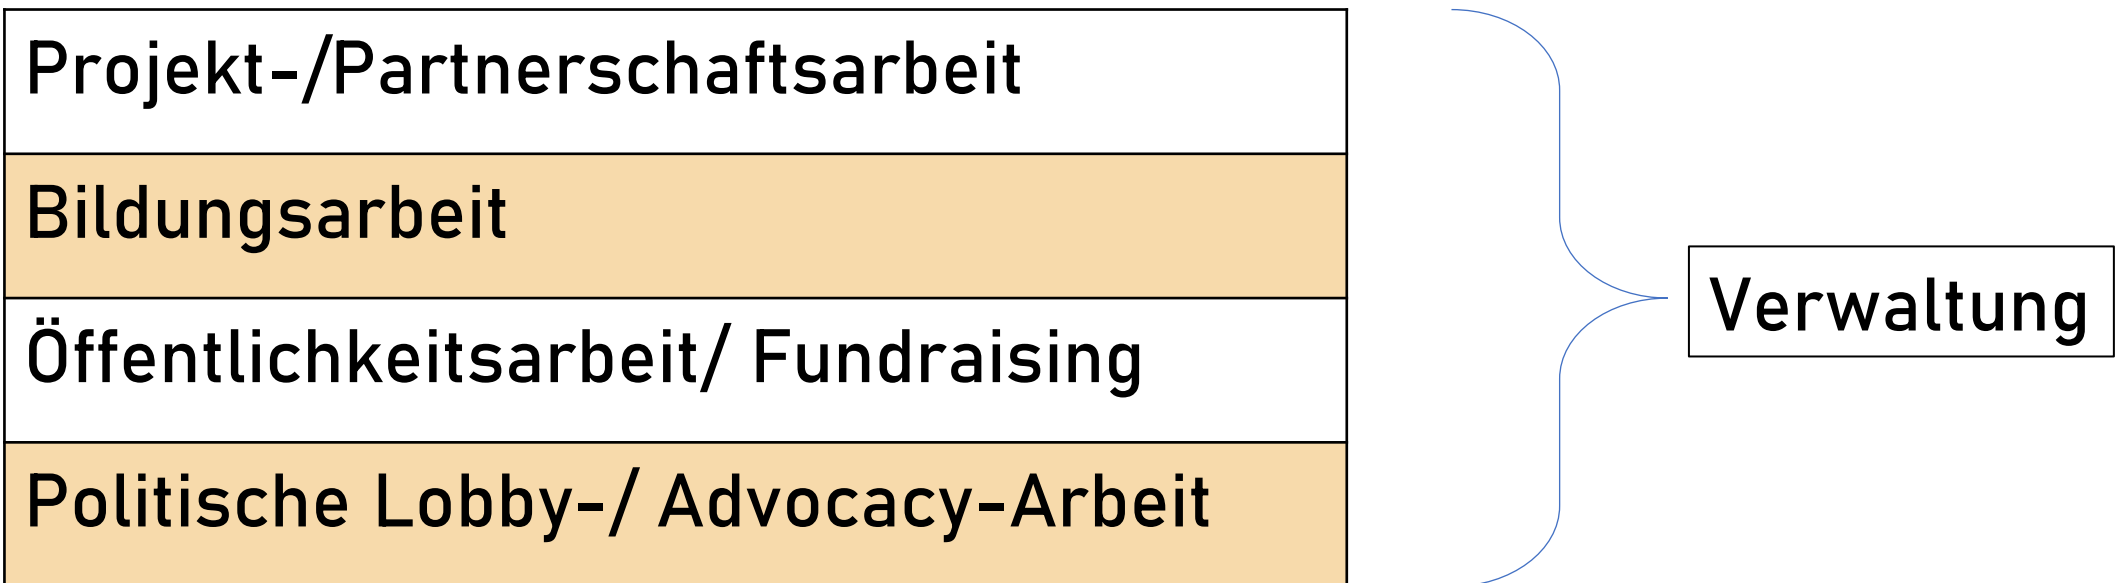 Projekt-/Partnerschaftsarbeit
Bildungsarbeit
Öffentlichkeitsarbeit/ Fundraising
Politische Lobby-/ Advocacy-Arbeit
Verwaltung